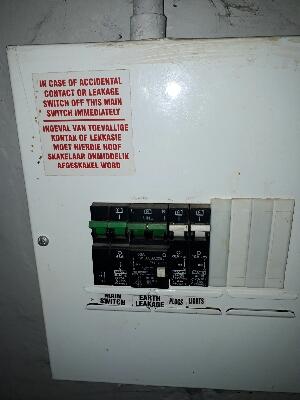 IN CASE OF ACCIDENTAL
CONTACT OR LEAKAGE
SWITCH OFF THIS MAIN
SWITCH IMMEDIATELY
INGEVAL VAN TOEVALLIGE
KONTAK OF LEKKASIE
MOET HIERDIE HOOF
SKAKELAAR ONMIDDELIK
AFGESKAKEL WORD
MAIN SWITCH
EARTH LEAKAGE
PLUGS
LIGHTS